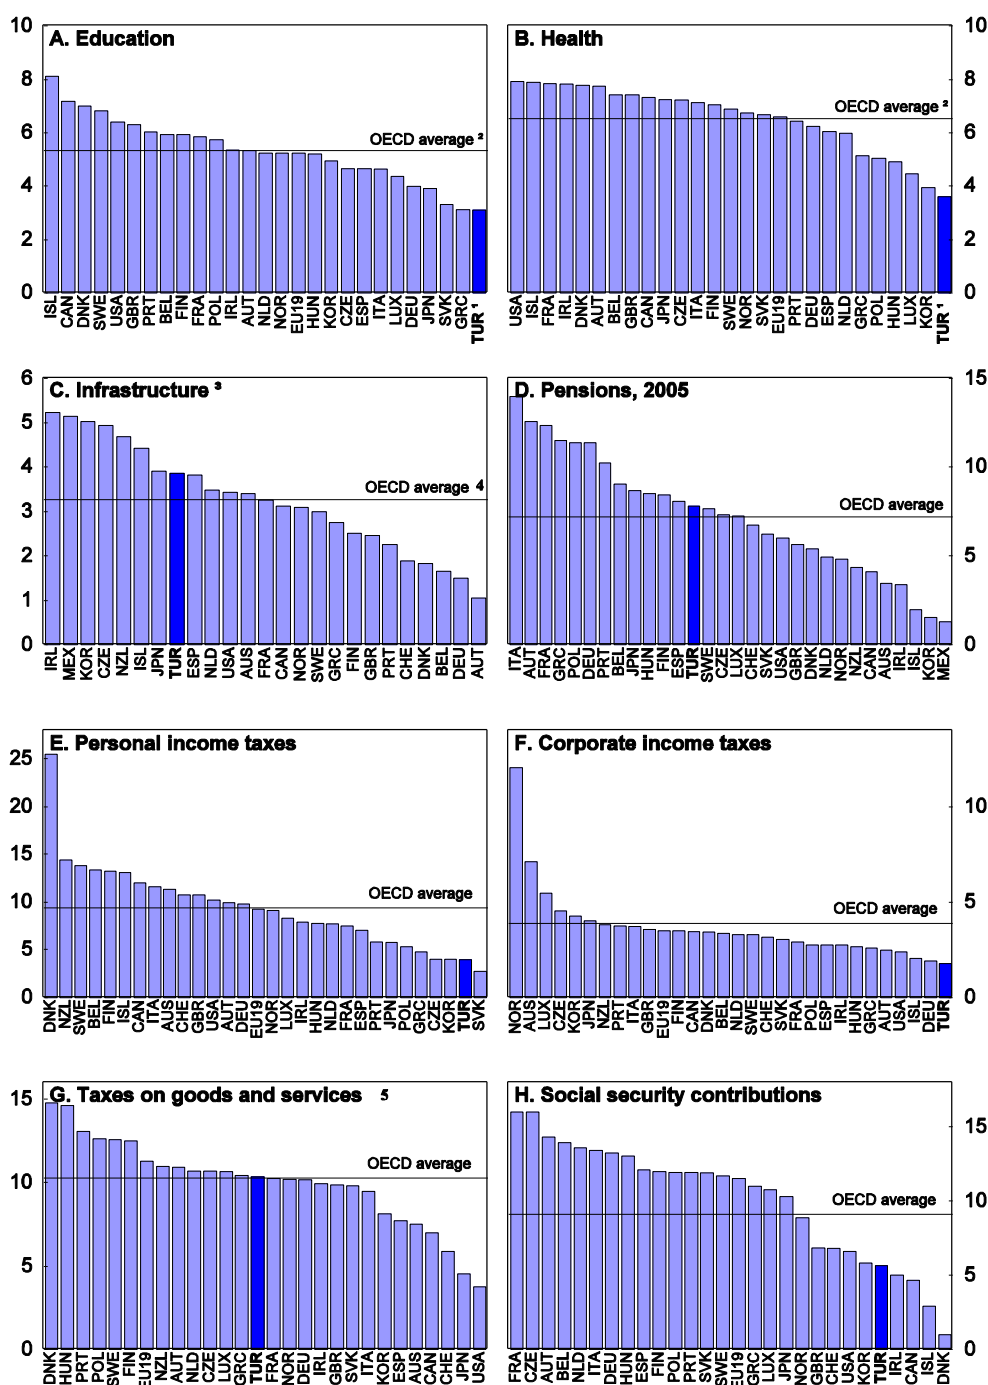 A. Education
B. Health
10
8
6
4
2
0
OECD average ²
ISL CAN DNK SWE USA GBR PRT BEL FIN FRA POL IRL AUT NLD NOR EU19 HUN KOR CZE ESP ITA LUX DEU JPN SVK GRC TUR ¹
10
8
6
4
2
0
OECD average ²
USA ISL FRA IRL DNK AUT BEL GBR CAN JPN CZE ITA FIN SWE NOR SVK EU19 PRT DEU ESP NLD GRC POL HUN LUX KOR TUR ¹
C. Infrastructure ³
D. Pensions, 2005
6
5
4
3
2
1
0
OECD average 4
IRL MEX KOR CZE NZL ISL JPN TUR ESP NLD USA AUS FRA CAN NOR SWE GRC FIN GBR PRT CHE DNK BEL DEU AUT
15
10
5
0
OECD average
ITA AUT FRA GRC POL DEU PRT BEL JPN HUN FIN ESP TUR SWE CZE LUX CHE SVK USA GBR DNK NLD NOR NZL CAN AUS IRL ISL KOR MEX
E. Personal income taxes
F. Corporate income taxes
25
20
15
10
5
0
OECD average
DNK NZL SWE BEL FIN ISL CAN ITA AUS CHE GBR USA AUT DEU EU19 NOR LUX IRL HUN NLD FRA ESP PRT JPN POL GRC CZE KOR TUR SVK
10
5
0
OECD average
NOR AUS LUX CZE KOR JPN NZL PRT ITA GBR EU19 FIN CAN DNK BEL NLD SWE CHE SVK FRA POL ESP IRL HUN GRC AUT USA ISL DEU TUR
G. Taxes on goods and services 5
H. Social security contributions
15
10
5
0
OECD average
DNK HUN PRT POL SWE FIN EU19 NZL AUT NLD CZE LUX GRC TUR FRA NOR DEU IRL GBR SVK ITA KOR ESP AUS CAN CHE JPN USA
15
10
5
0
OECD average
FRA CZE AUT BEL NLD ITA DEU HUN ESP FIN POL PRT SVK SWE EU19 GRC LUX JPN NOR GBR CHE USA KOR TUR IRL CAN ISL DNK